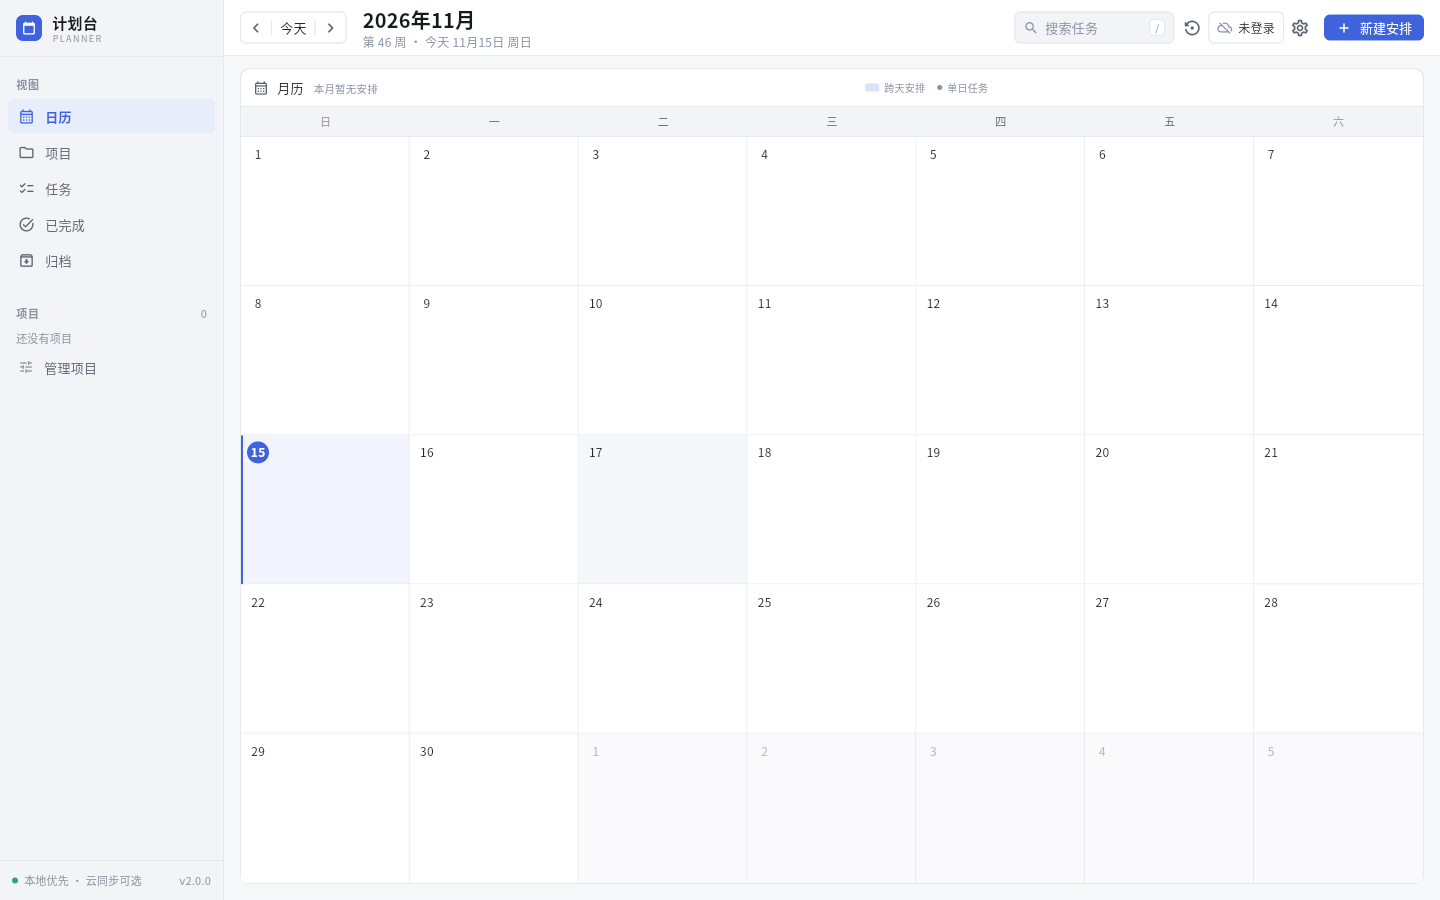 计划台
PLANNER
视图
日历
项目
任务
已完成
归档
项目 0
还没有项目
管理项目
本地优先 · 云同步可选 v2.0.0
今天
2026年11月
第 46 周 · 今天 11月15日 周日
搜索任务 /
未登录
新建安排
月历 本月暂无安排
跨天安排 单日任务
日 一 二 三 四 五 六
1 2 3 4 5 6 7
8 9 10 11 12 13 14
15 16 17 18 19 20 21
22 23 24 25 26 27 28
29 30 1 2 3 4 5